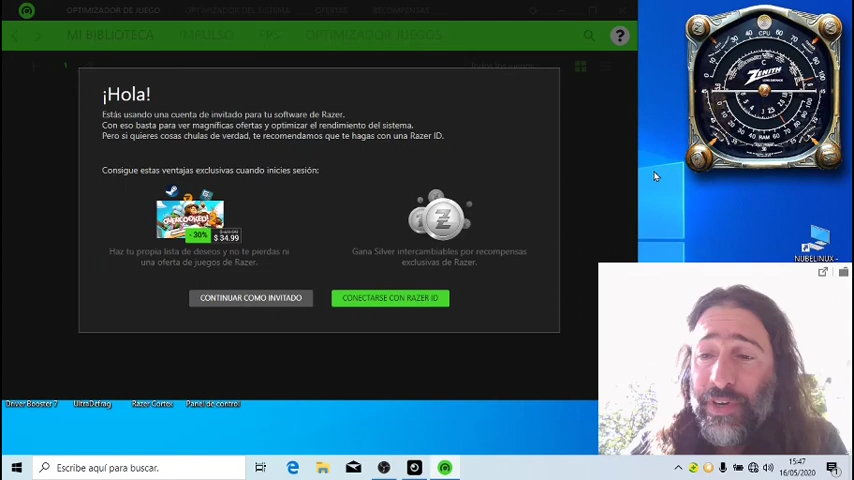 OPTIMIZADOR DE JUEGO
OPTIMIZADOR DEL SISTEMA
OFERTAS
RECOMPENSAS
MI BIBLIOTECA
IMPULSO
FPS
OPTIMIZADOR JUEGOS
?
¡Hola!
Estás usando una cuenta de invitado para tu software de Razer.
Con eso basta para ver magníficas ofertas y optimizar el rendimiento del sistema.
Pero si quieres cosas chulas de verdad, te recomendamos que te hagas con una Razer ID.
Consigue estas ventajas exclusivas cuando inicies sesión:
OVERCOOKED!
-30%
$ 34.99
Haz tu propia lista de deseos y no te pierdas ni
una oferta de juegos de Razer.
Gana Silver intercambiables por recompensas
exclusivas de Razer.
CONTINUAR COMO INVITADO
CONECTARSE CON RAZER ID
CPU
ZENITH
RAM
NUBELINUX -
Driver Booster 7
UltraDefrag
Razer Cortex
Panel de control
Escribe aquí para buscar.
15:47
16/05/2020